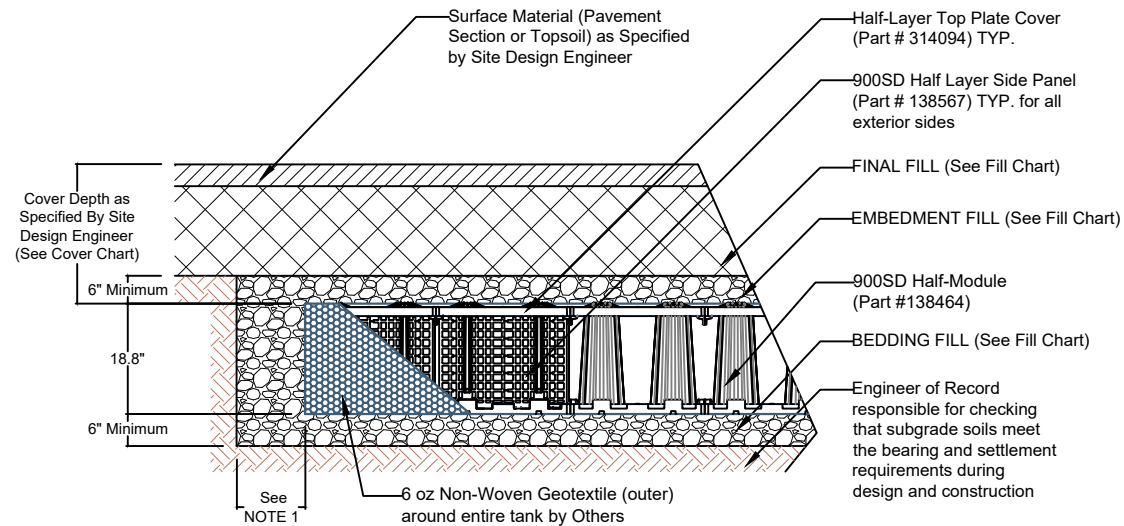 Surface Material (Pavement
Section or Topsoil) as Specified
by Site Design Engineer
Half-Layer Top Plate Cover
(Part # 314094) TYP.
900SD Half Layer Side Panel
(Part # 138567) TYP. for all
exterior sides
FINAL FILL (See Fill Chart)
EMBEDMENT FILL (See Fill Chart)
900SD Half-Module
(Part #138464)
BEDDING FILL (See Fill Chart)
Engineer of Record
responsible for checking
that subgrade soils meet
the bearing and settlement
requirements during
design and construction
Cover Depth as
Specified By Site
Design Engineer
(See Cover Chart)
6" Minimum
18.8"
6" Minimum
See
NOTE 1
6 oz Non-Woven Geotextile (outer)
around entire tank by Others